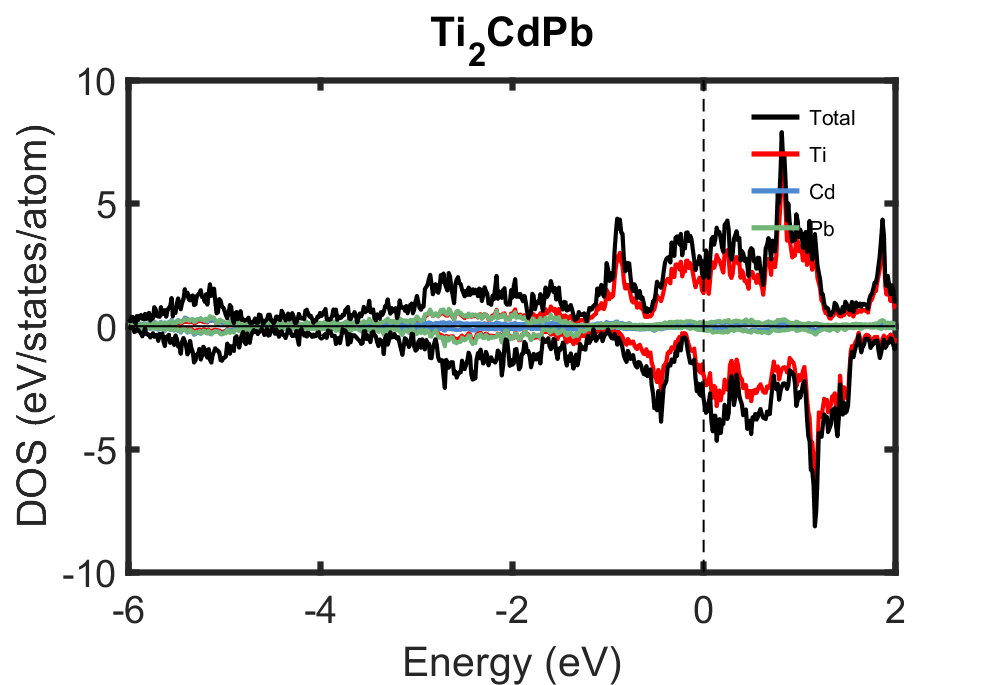 Ti2CdPb
10
5
0
-5
-10
DOS (eV/states/atom)
Total
Ti
Cd
Pb
-6 -4 -2 0 2
Energy (eV)